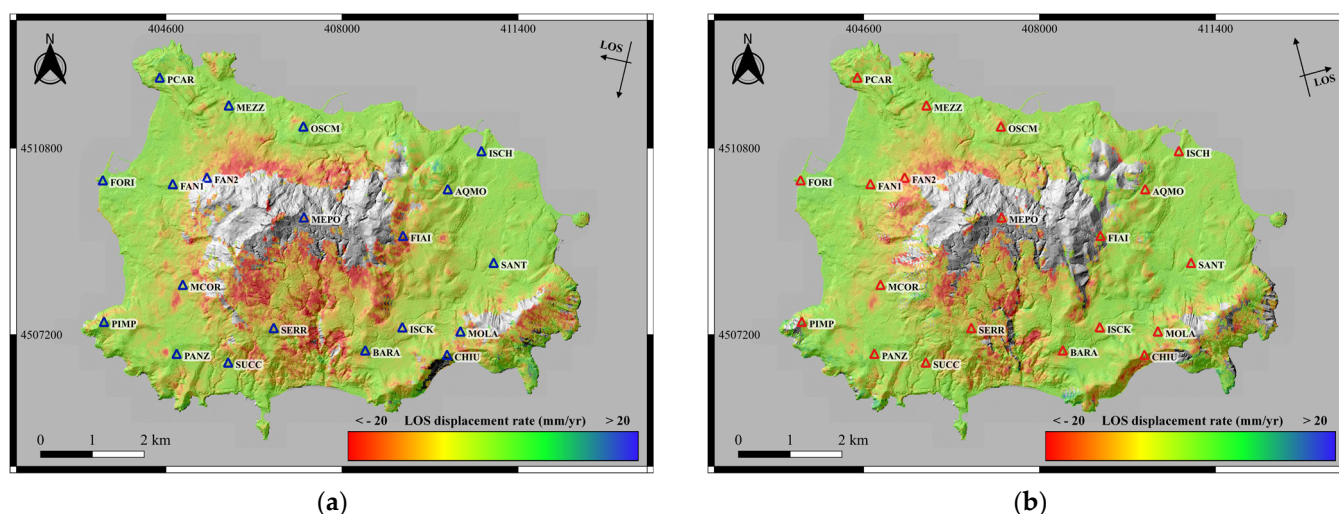 404600 408000 411400
N
LOS
PCAR
MEZZ
OSCM
4510800
ISCH
FORI
FAN1
FAN2
AQMO
MEPO
FIAI
SANT
MCOR
PIMP
4507200
SERR
ISCK
MOLA
PANZ
SUCC
BARA
CHIU
< - 20 LOS displacement rate (mm/yr) > 20
0 1 2 km
(a)
404600 408000 411400
N
LOS
PCAR
MEZZ
OSCM
4510800
ISCH
FORI
FAN1
FAN2
AQMO
MEPO
FIAI
SANT
MCOR
PIMP
4507200
SERR
ISCK
MOLA
PANZ
SUCC
BARA
CHIU
< - 20 LOS displacement rate (mm/yr) > 20
0 1 2 km
(b)